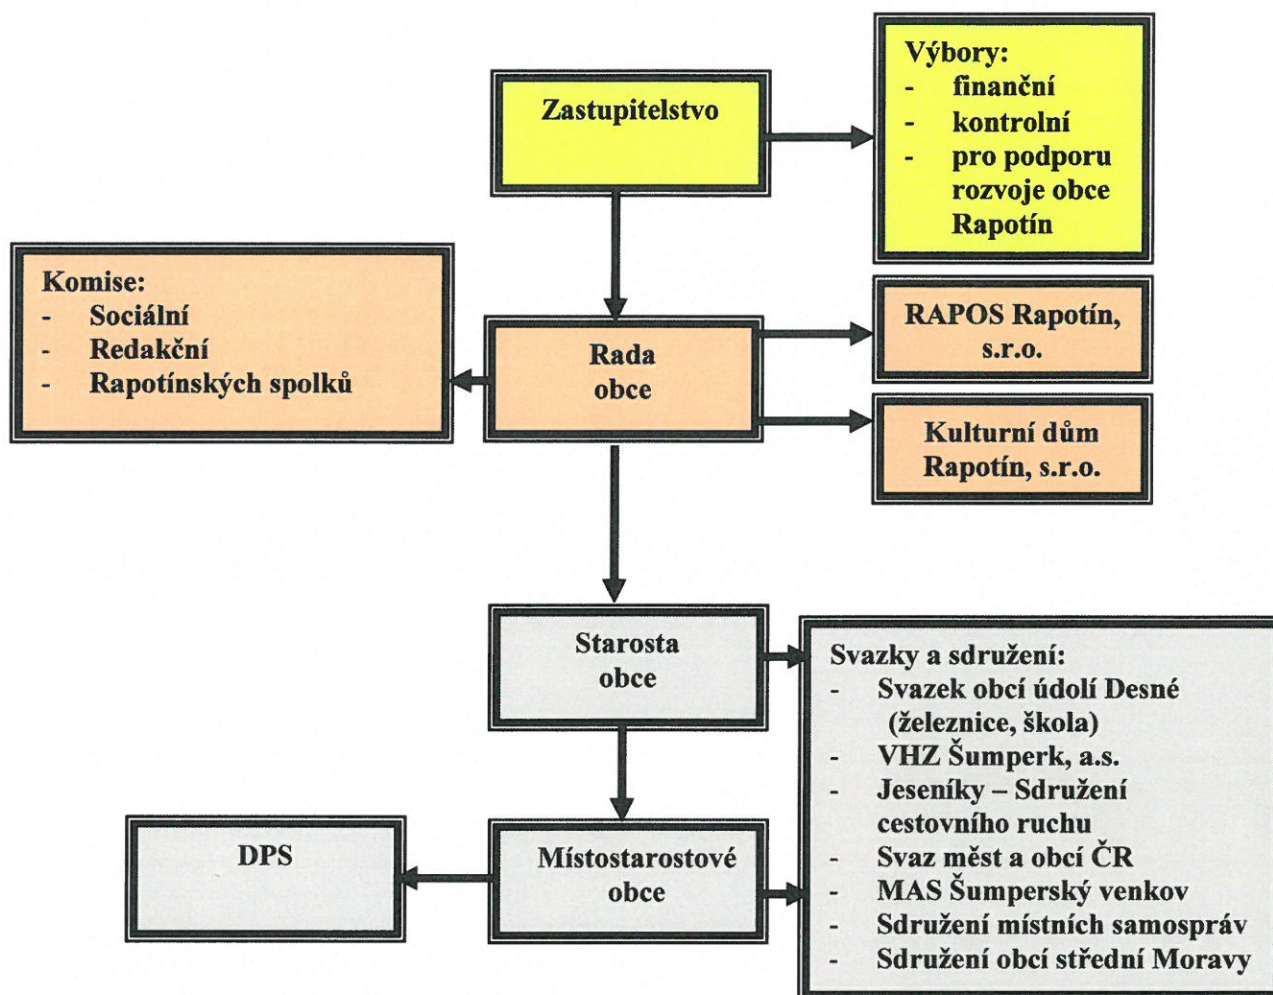 Zastupitelstvo
Výbory:
- finanční
- kontrolní
- pro podporu
rozvoje obce
Rapotín
Komise:
- Sociální
- Redakční
- Rapotínských spolků
Rada
obce
RAPOS Rapotín,
s.r.o.
Kulturní dům
Rapotín, s.r.o.
Starosta
obce
Svazky a sdružení:
- Svazek obcí údolí Desné
(železnice, škola)
- VHZ Šumperk, a.s.
- Jeseníky – Sdružení
cestovního ruchu
- Svaz měst a obcí ČR
- MAS Šumperský venkov
- Sdružení místních samospráv
- Sdružení obcí střední Moravy
DPS
Místostarostové
obce